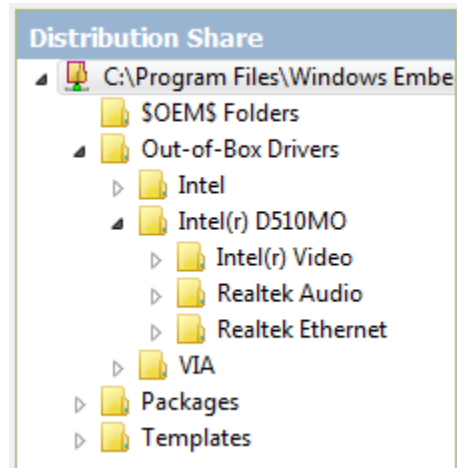 Distribution Share
C:\Program Files\Windows Embe
$OEM$ Folders
Out-of-Box Drivers
Intel
Intel(r) D510MO
Intel(r) Video
Realtek Audio
Realtek Ethernet
VIA
Packages
Templates